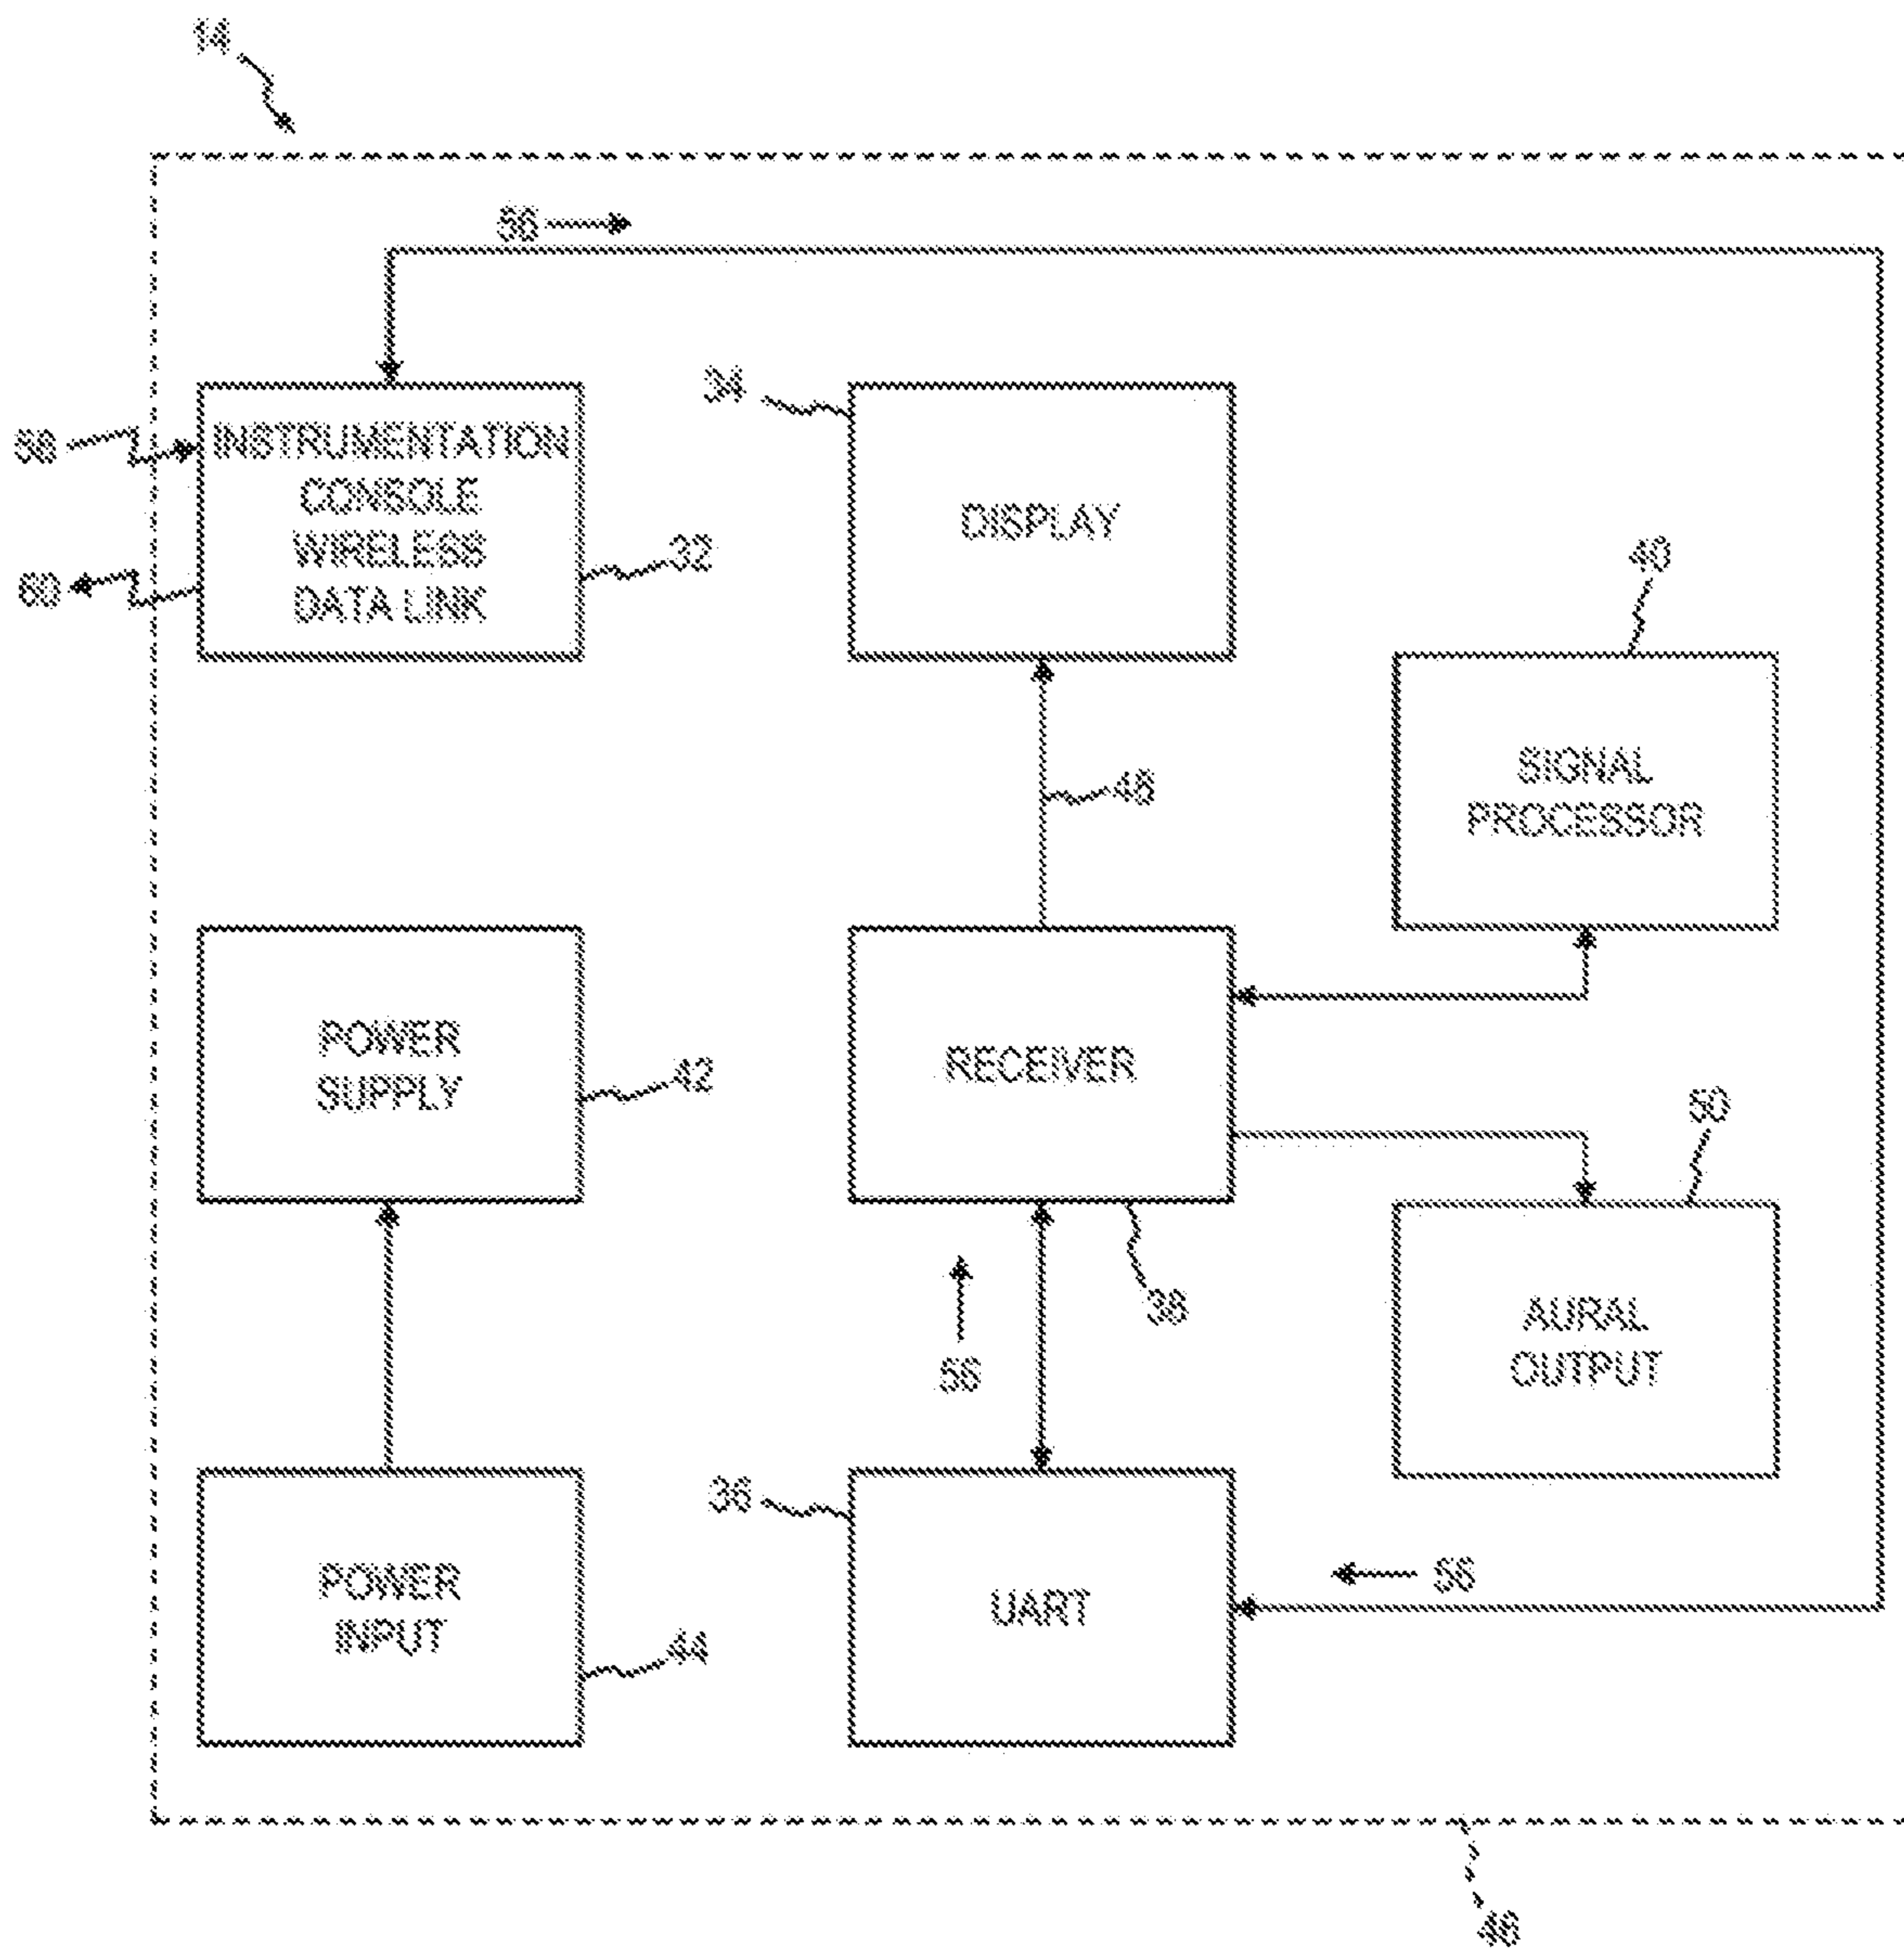 14
56
INSTRUMENTATION
CONSOLE
WIRELESS
DATA LINK
58
60
32
34
DISPLAY
40
SIGNAL
PROCESSOR
48
POWER
SUPPLY
42
RECEIVER
38
50
AURAL
OUTPUT
56
36
UART
56
POWER
INPUT
44
46